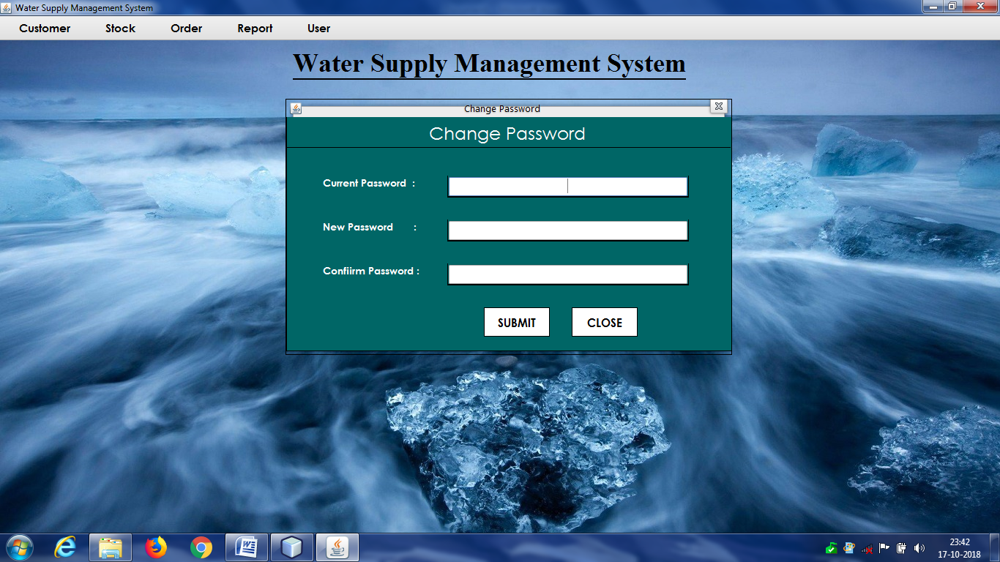 Water Supply Management System
Customer Stock Order Report User
Water Supply Management System
Change Password
Change Password
Current Password :
New Password :
Confiirm Password :
SUBMIT CLOSE
23:42
17-10-2018